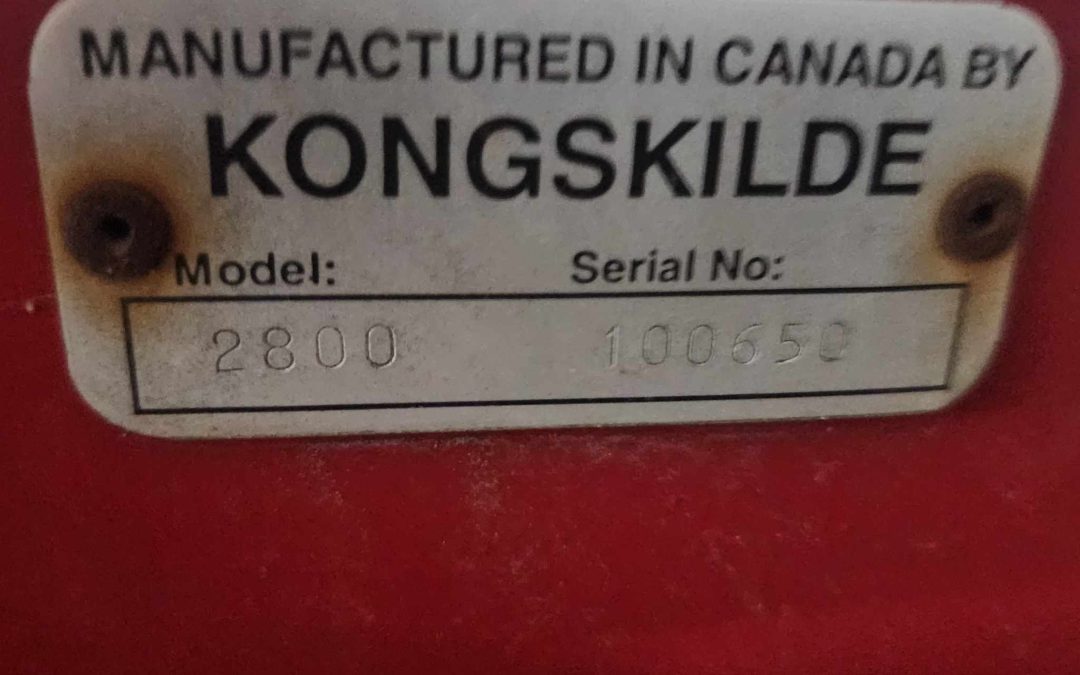 MANUFACTURED IN CANADA BY
KONGSKILDE
Model: Serial No:
2800 100650